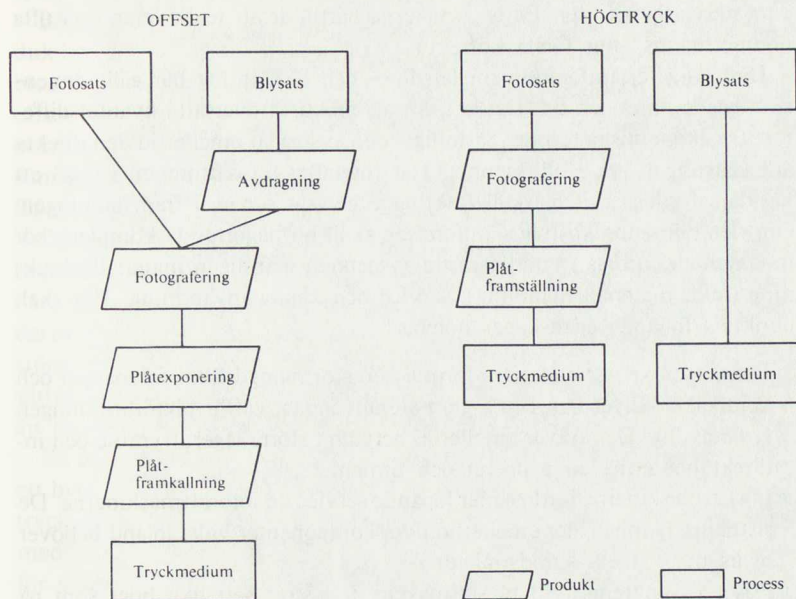 OFFSET
Fotosats
Blysats
Avdragning
Fotografering
Plåtexponering
Plåt-
framkallning
Tryckmedium
HÖGTRYCK
Fotosats
Blysats
Fotografering
Plåt-
framställning
Tryckmedium
Tryckmedium
Produkt
Process